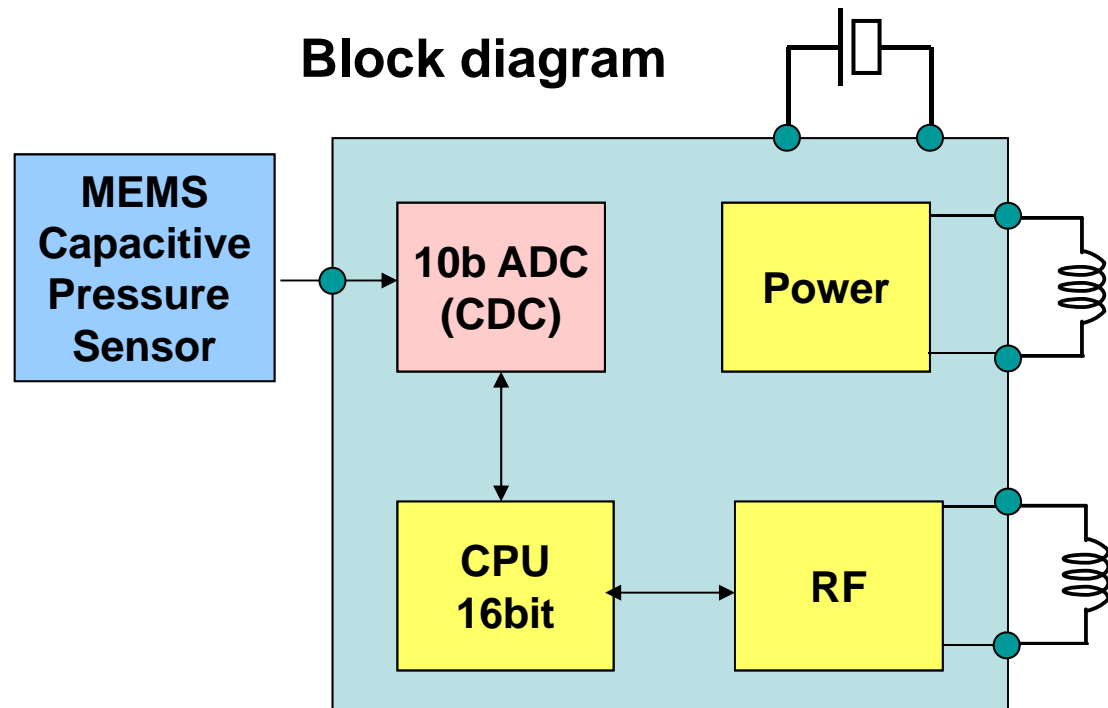 Block diagram
MEMS
Capacitive
Pressure
Sensor
10b ADC
(CDC)
Power
CPU
16bit
RF